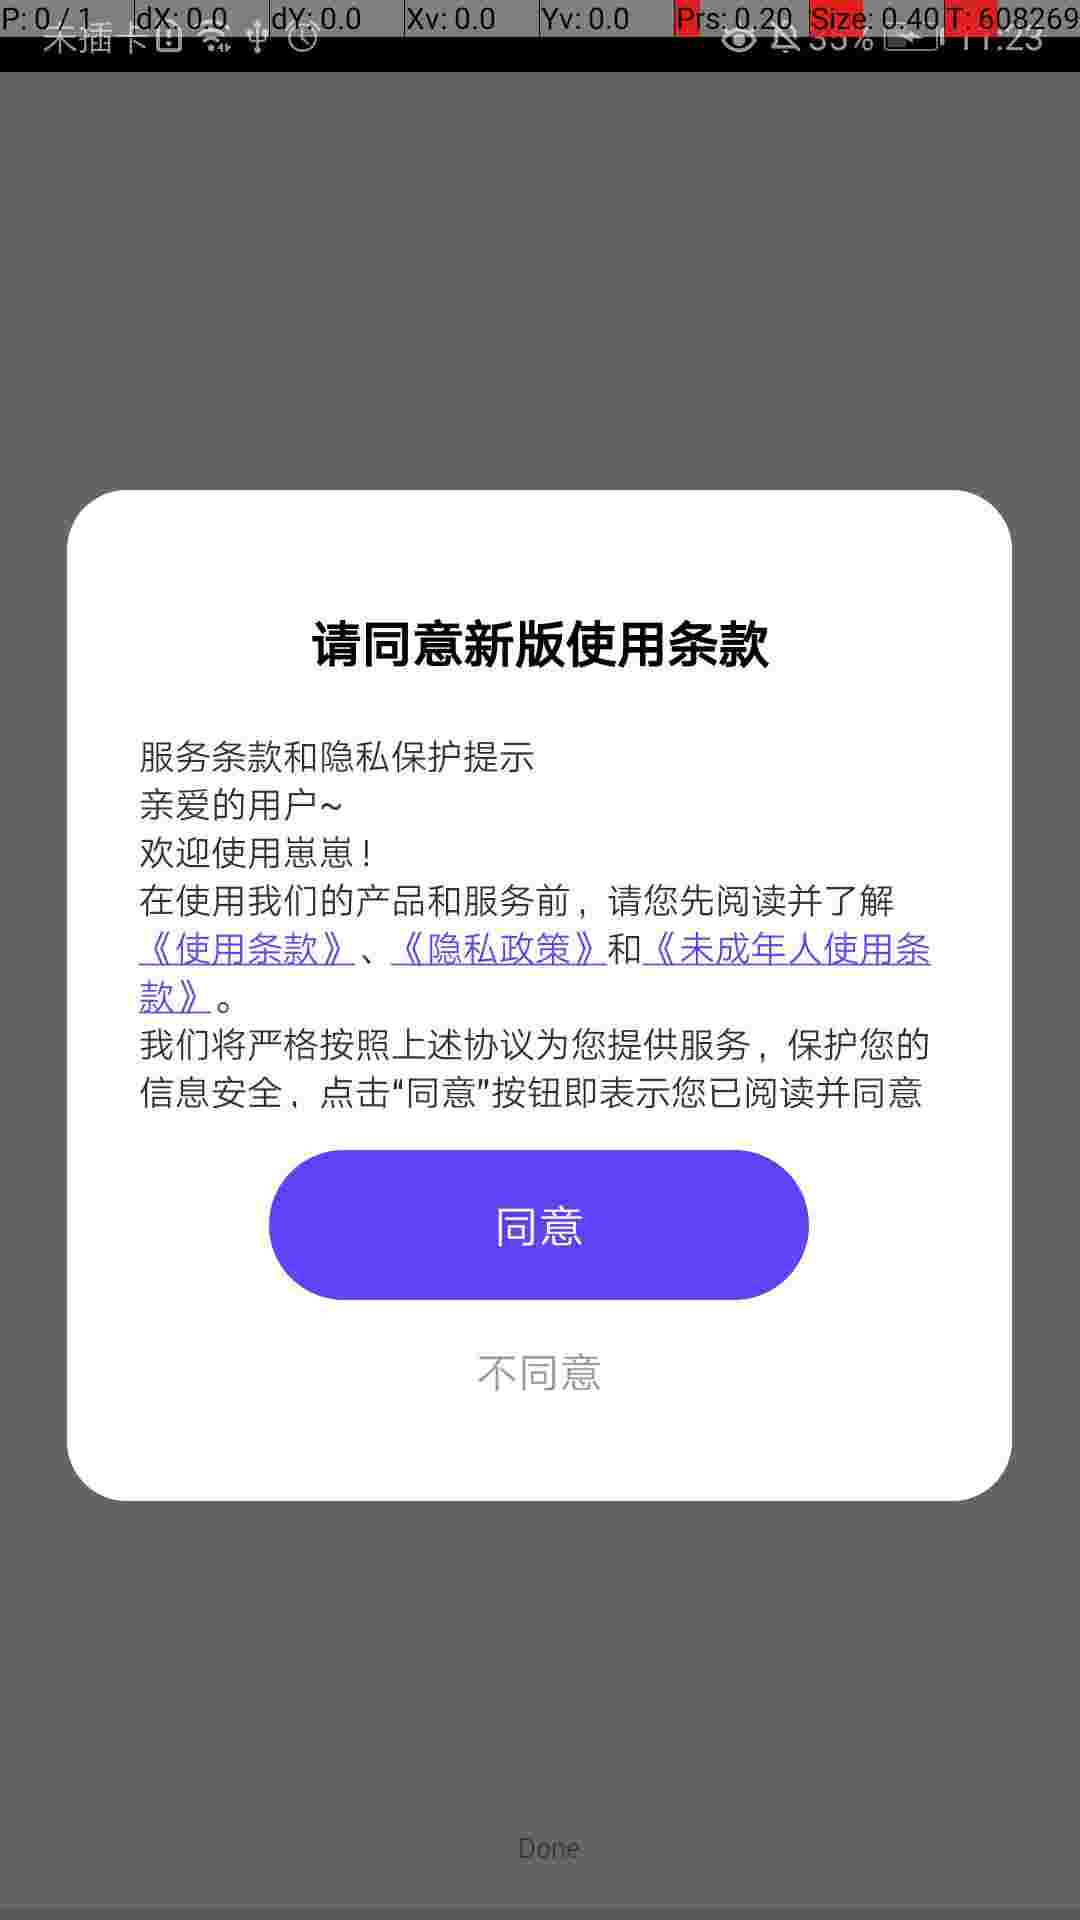 P: 0 / 1 dX: 0.0 dY: 0.0 Xv: 0.0 Yv: 0.0 Prs: 0.20 Size: 0.40 T: 608269
未插卡 35% 11:23
请同意新版使用条款
服务条款和隐私保护提示
亲爱的用户~
欢迎使用崽崽!
在使用我们的产品和服务前，请您先阅读并了解
《使用条款》、《隐私政策》和《未成年人使用条
款》。
我们将严格按照上述协议为您提供服务，保护您的
信息安全，点击“同意”按钮即表示您已阅读并同意
同意
不同意
Done